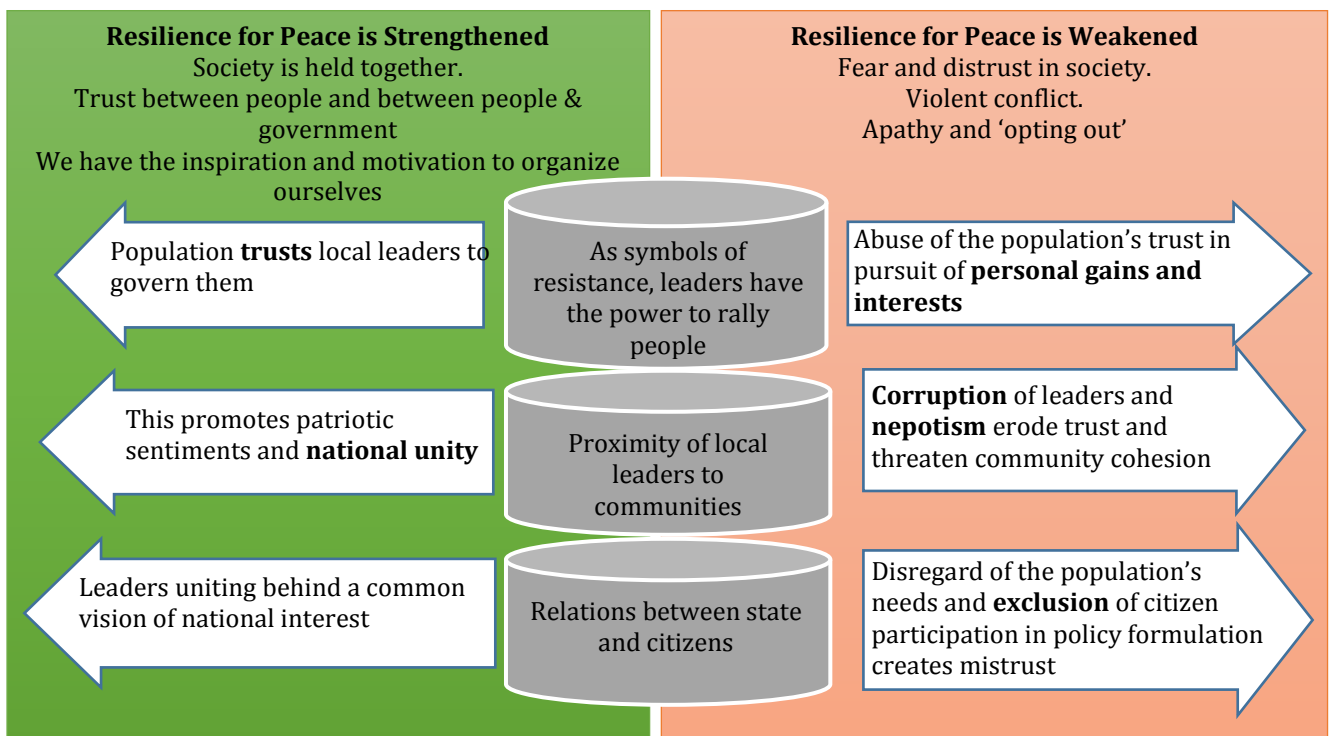 Resilience for Peace is Strengthened
Society is held together.
Trust between people and between people &
government
We have the inspiration and motivation to organize
ourselves
Resilience for Peace is Weakened
Fear and distrust in society.
Violent conflict.
Apathy and ‘opting out’
Population trusts local leaders to
govern them
As symbols of
resistance, leaders have
the power to rally
people
Abuse of the population’s trust in
pursuit of personal gains and
interests
This promotes patriotic
sentiments and national unity
Proximity of local
leaders to
communities
Corruption of leaders and
nepotism erode trust and
threaten community cohesion
Leaders uniting behind a common
vision of national interest
Relations between state
and citizens
Disregard of the population’s
needs and exclusion of citizen
participation in policy formulation
creates mistrust